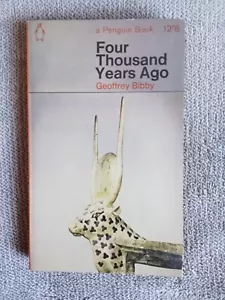 a Penguin Book 12'6
Four
Thousand
Years Ago
Geoffrey Bibby